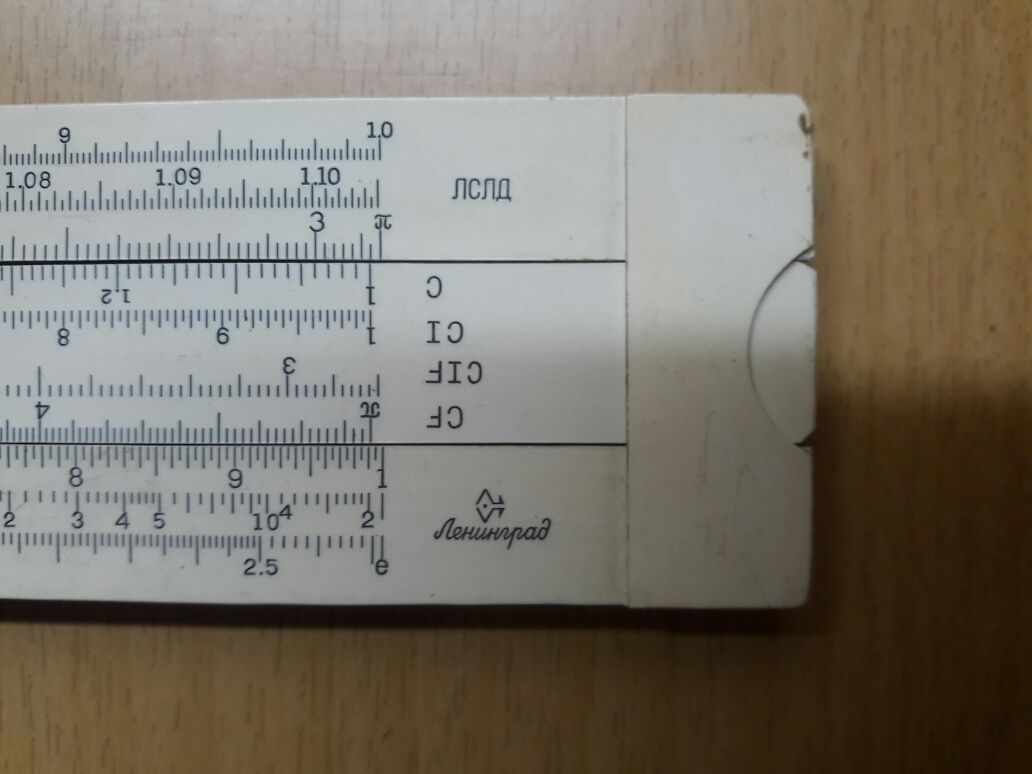 9 1.0
1.08 1.09 1.10 ЛСЛД
3 π
1.2 1 C
8 9 1 CI
3 CIF
4 π CF
8 9 1
2 3 4 5 10⁴ 2
Ленинград
2.5 e